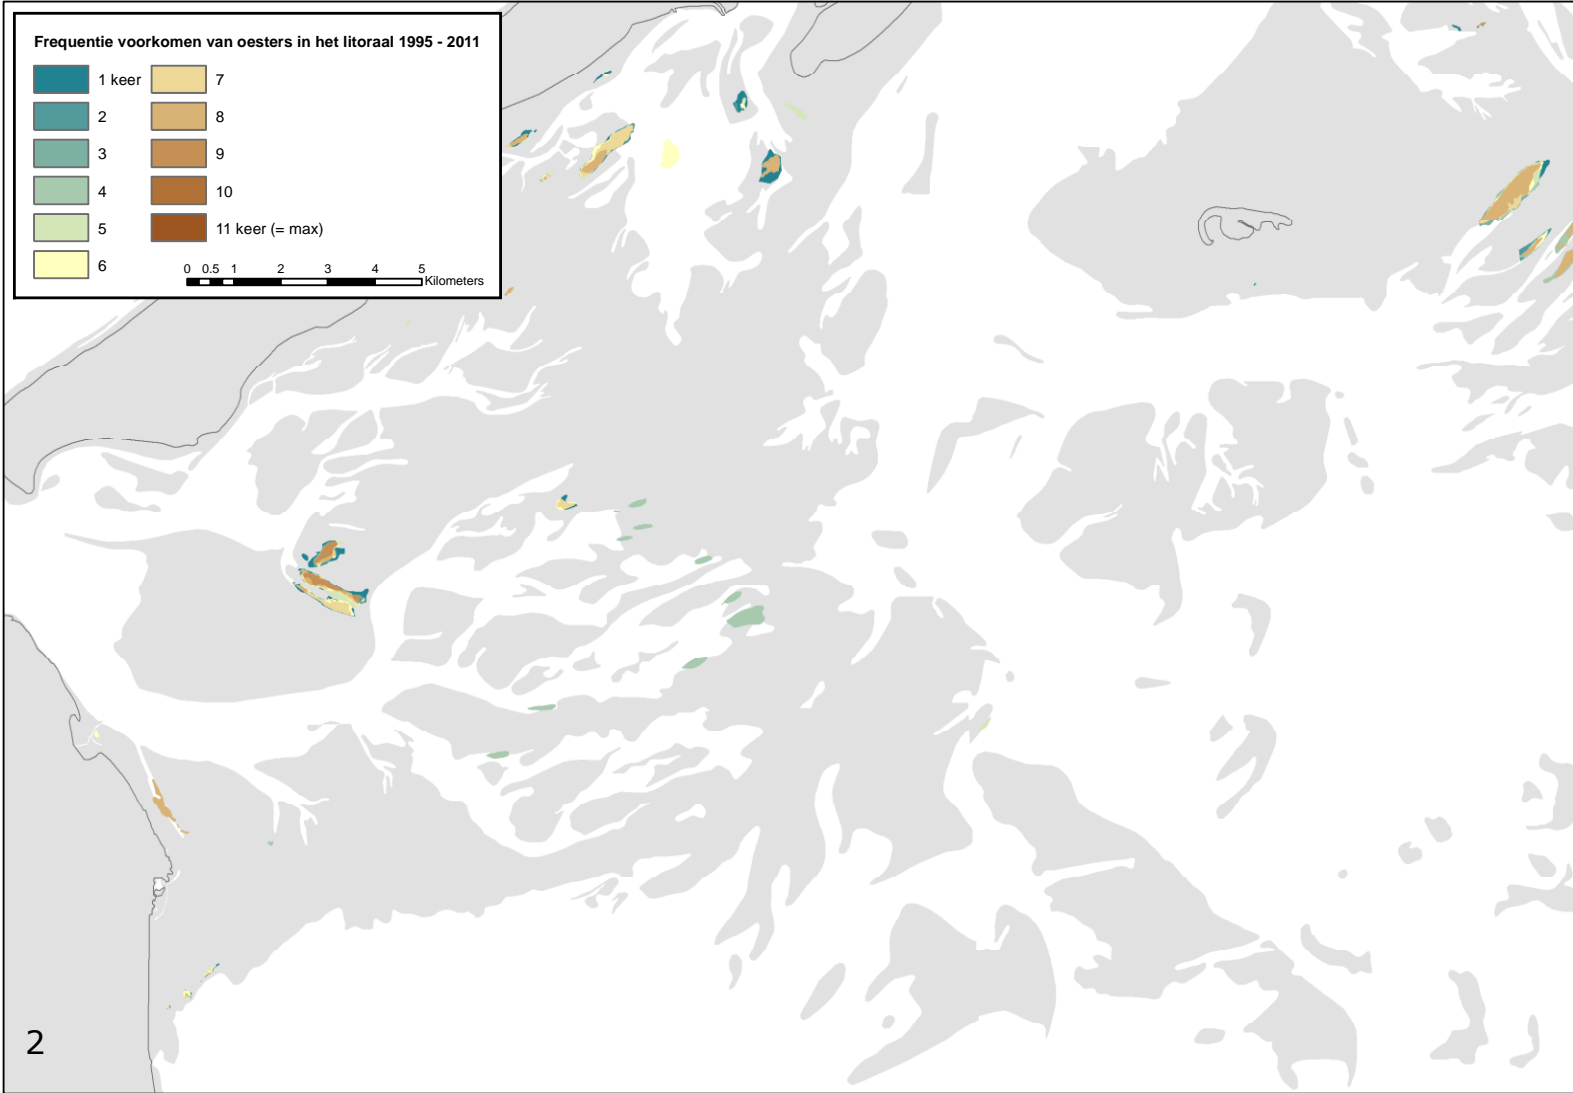 Frequentie voorkomen van oesters in het litoraal 1995 - 2011
1 keer 7
2 8
3 9
4 10
5 11 keer (= max)
6
0 0.5 1 2 3 4 5
Kilometers
2